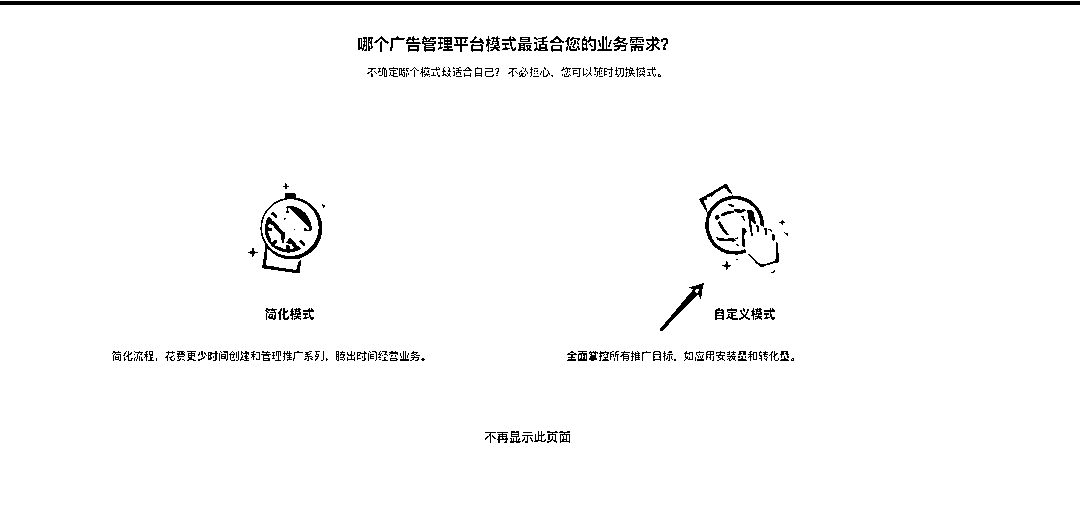 哪个广告管理平台模式最适合您的业务需求？
不确定哪个模式最适合自己？不必担心，您可以随时切换模式。
简化模式
自定义模式
简化流程，花费更少时间创建和管理推广系列，腾出时间经营业务。
全面掌控所有推广目标，如应用安装量和转化量。
不再显示此页面